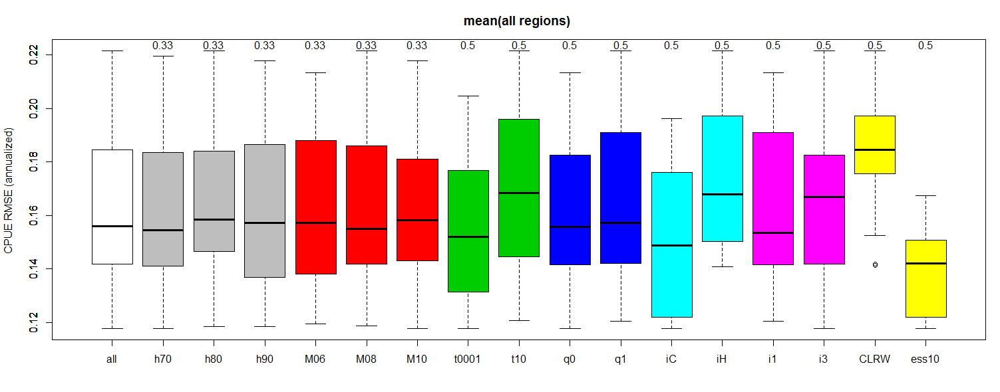 mean(all regions)
0.33 0.33 0.33 0.33 0.33 0.33 0.5 0.5 0.5 0.5 0.5 0.5 0.5 0.5 0.5 0.5
CPUE RMSE (annualized)
0.22
0.20
0.18
0.16
0.14
0.12
all h70 h80 h90 M06 M08 M10 t0001 t10 q0 q1 iC iH i1 i3 CLRW ess10